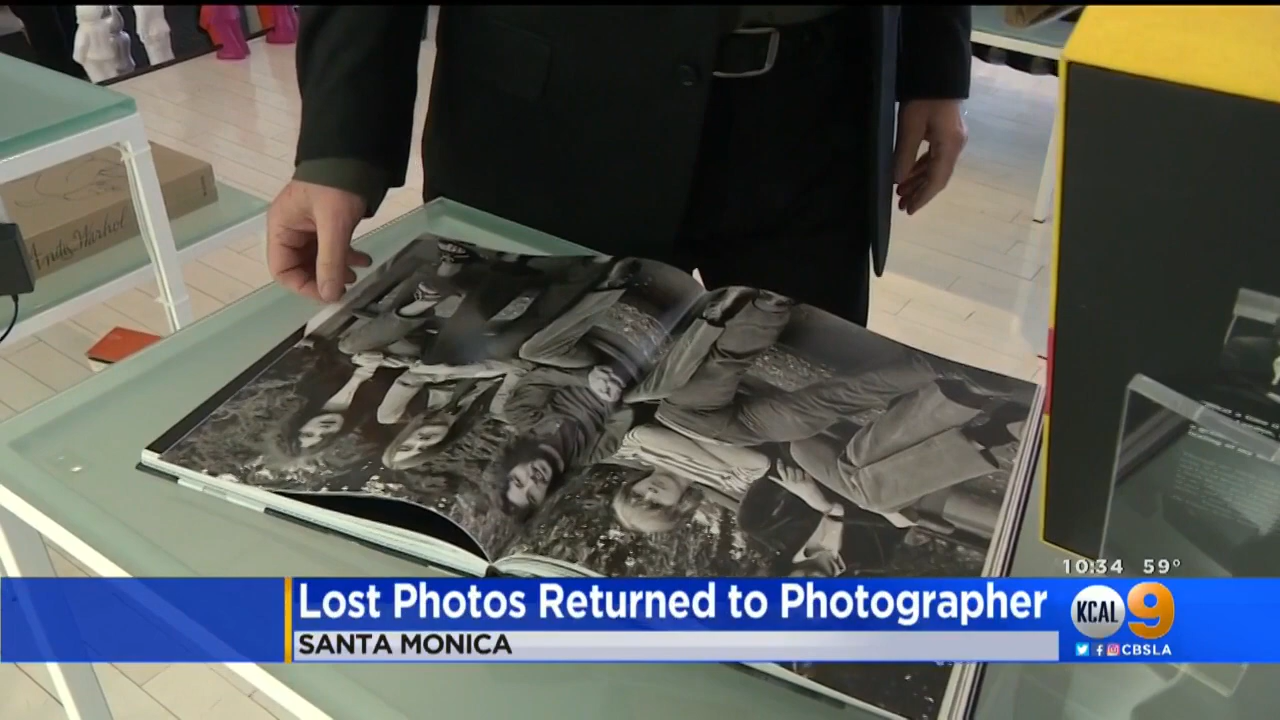 Andy Warhol
10:34 59°
Lost Photos Returned to Photographer
SANTA MONICA
KCAL 9
CBSLA